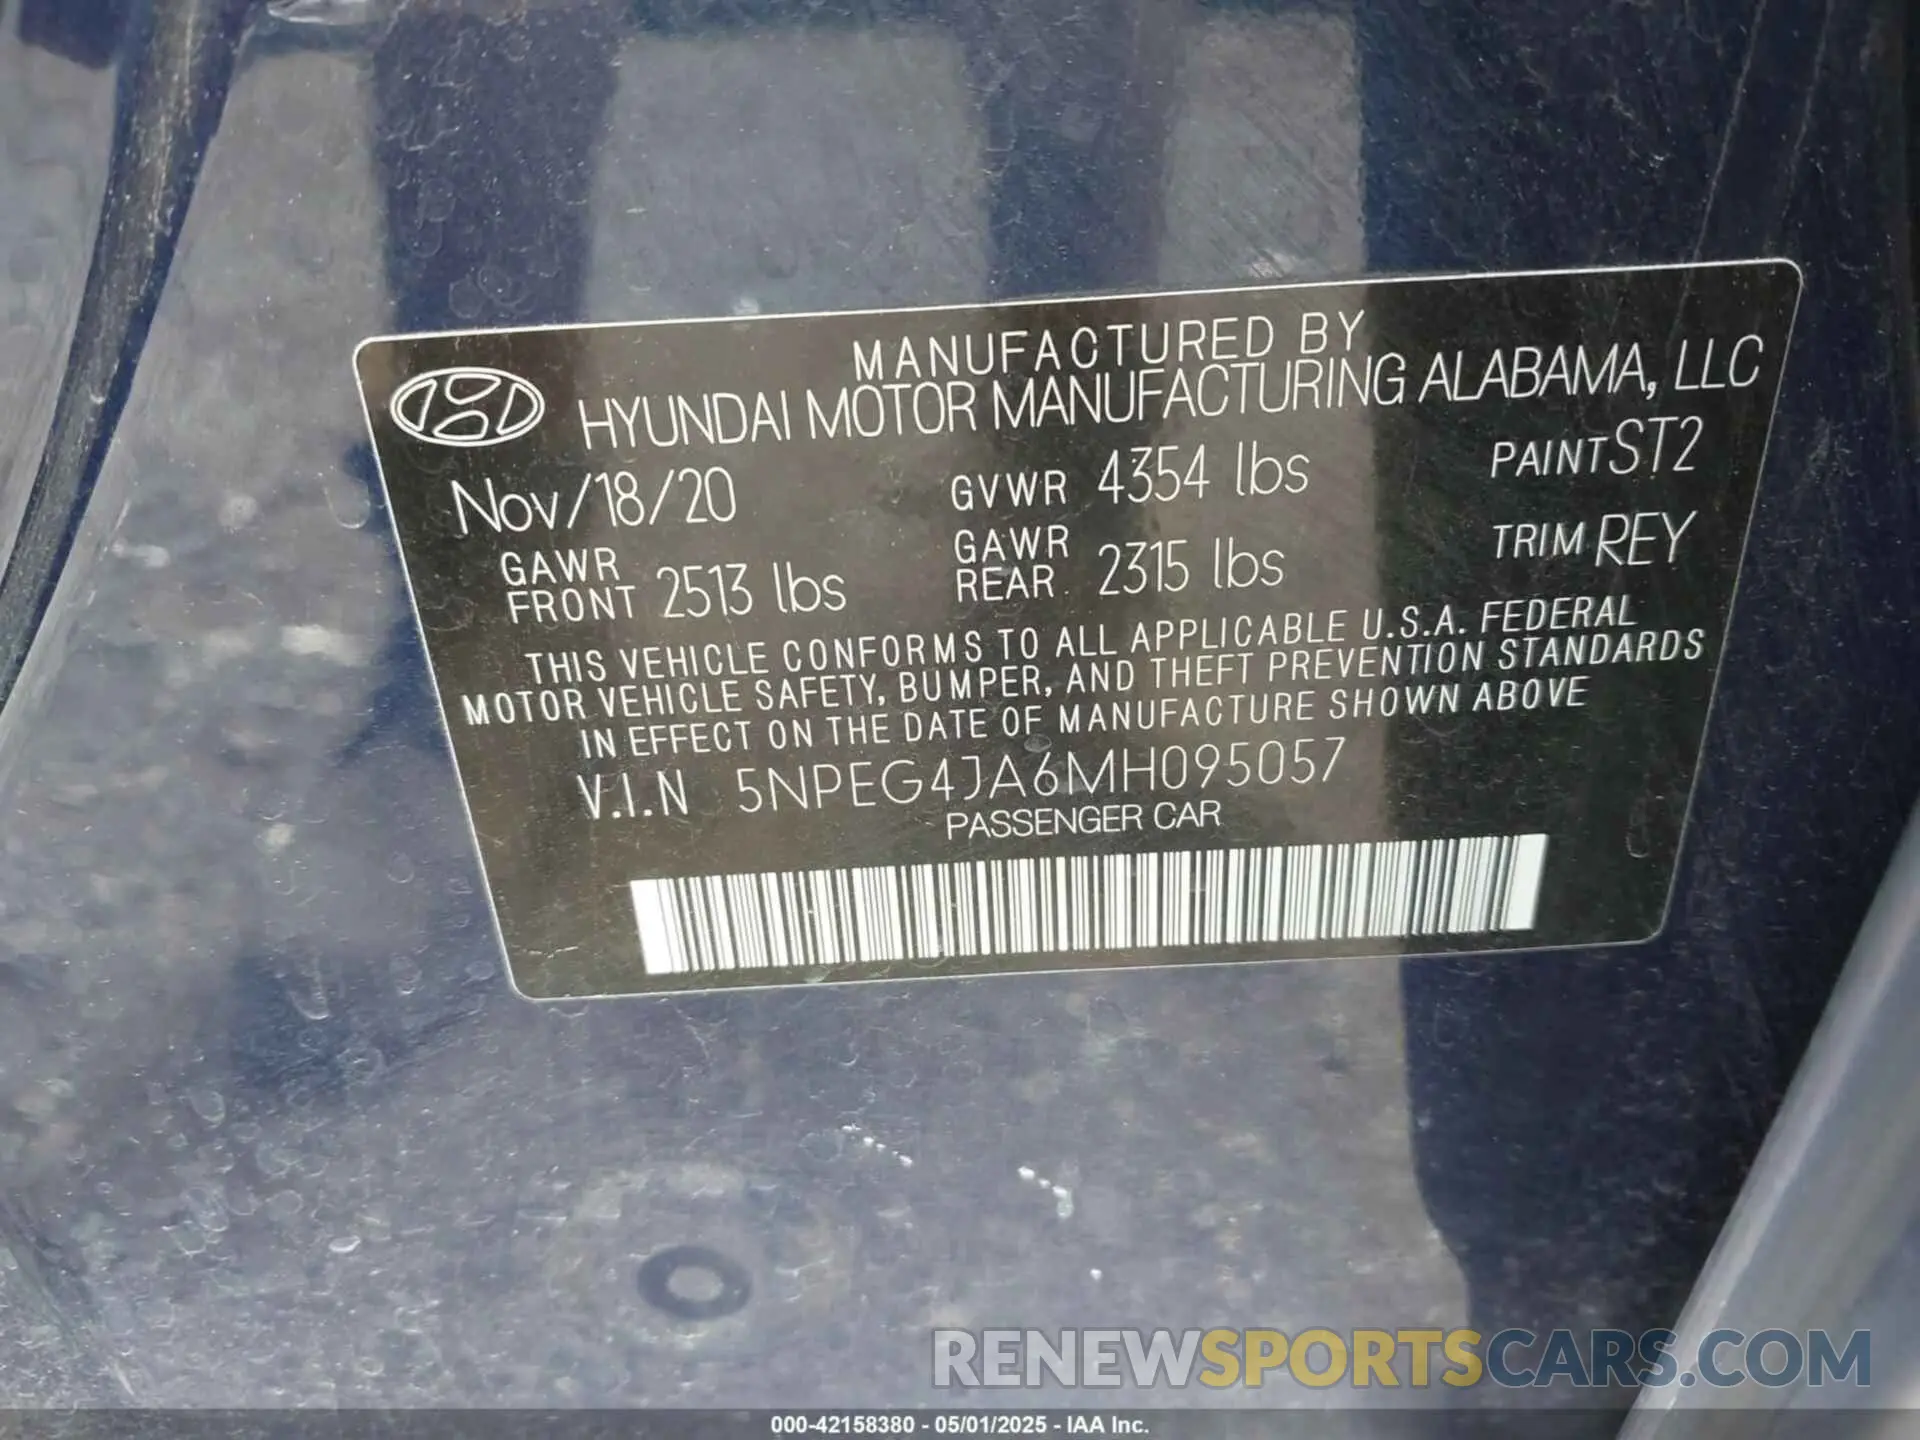 MANUFACTURED BY
HYUNDAI MOTOR MANUFACTURING ALABAMA, LLC
Nov/18/20 GVWR 4354 lbs PAINT ST2
GAWR FRONT 2513 lbs GAWR REAR 2315 lbs TRIM REY
THIS VEHICLE CONFORMS TO ALL APPLICABLE U.S.A. FEDERAL
MOTOR VEHICLE SAFETY, BUMPER, AND THEFT PREVENTION STANDARDS
IN EFFECT ON THE DATE OF MANUFACTURE SHOWN ABOVE
V.I.N 5NPEG4JA6MH095057
PASSENGER CAR
RENEWSPORTSCARS.COM
000-42158380 - 05/01/2025 - IAA Inc.